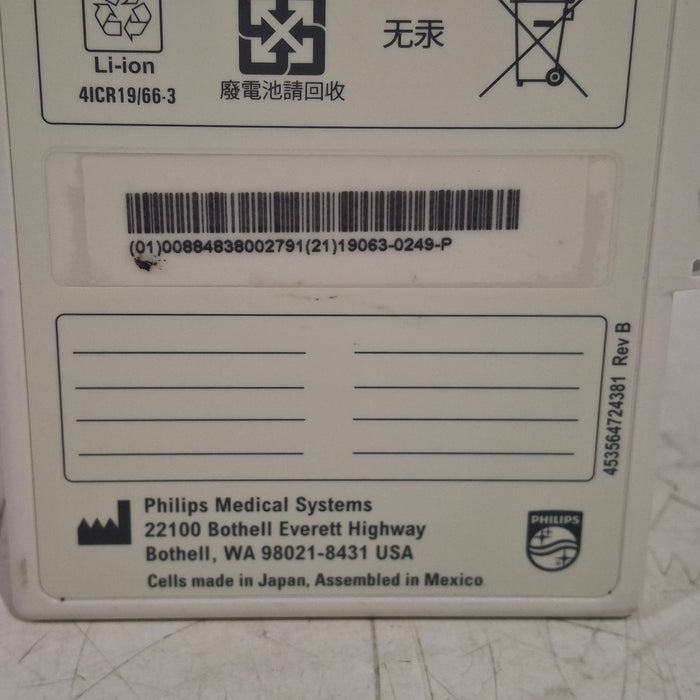 Li-ion
4ICR19/66-3
廢電池請回收
无汞
(01)00884838002791(21)19063-0249-P
453564724381 Rev B
Philips Medical Systems
22100 Bothell Everett Highway
Bothell, WA 98021-8431 USA
Cells made in Japan, Assembled in Mexico
PHILIPS